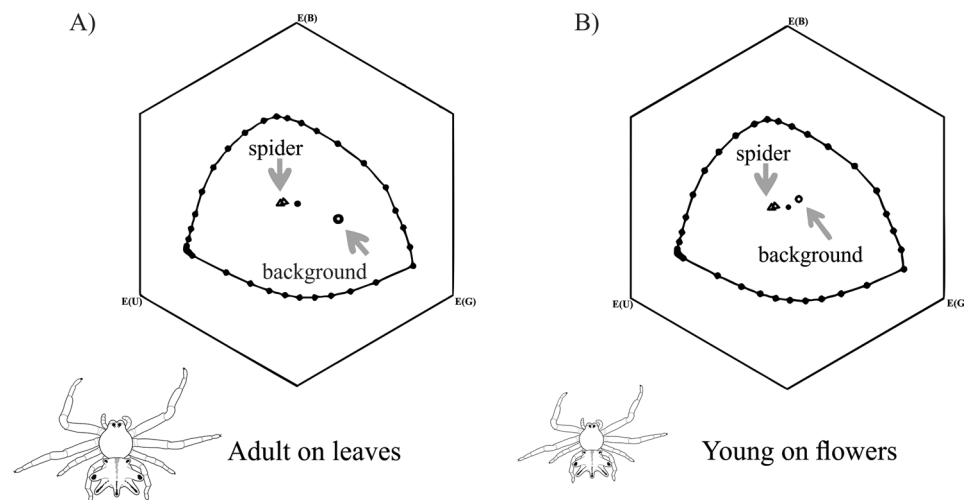 A)
E(B)
spider
background
E(U)
E(G)
Adult on leaves
B)
E(B)
spider
background
E(U)
E(G
Young on flowers